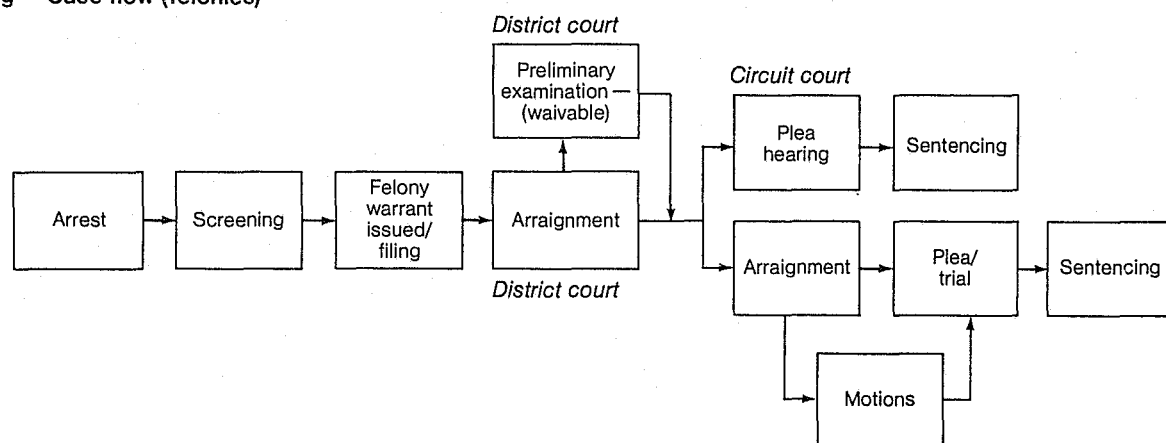 Case flow (felonies)
District court
Preliminary
examination —
(waivable)
Circuit court
Plea
hearing
Sentencing
Arrest
Screening
Felony
warrant
issued/
filing
Arraignment
District court
Arraignment
Plea/
trial
Sentencing
Motions